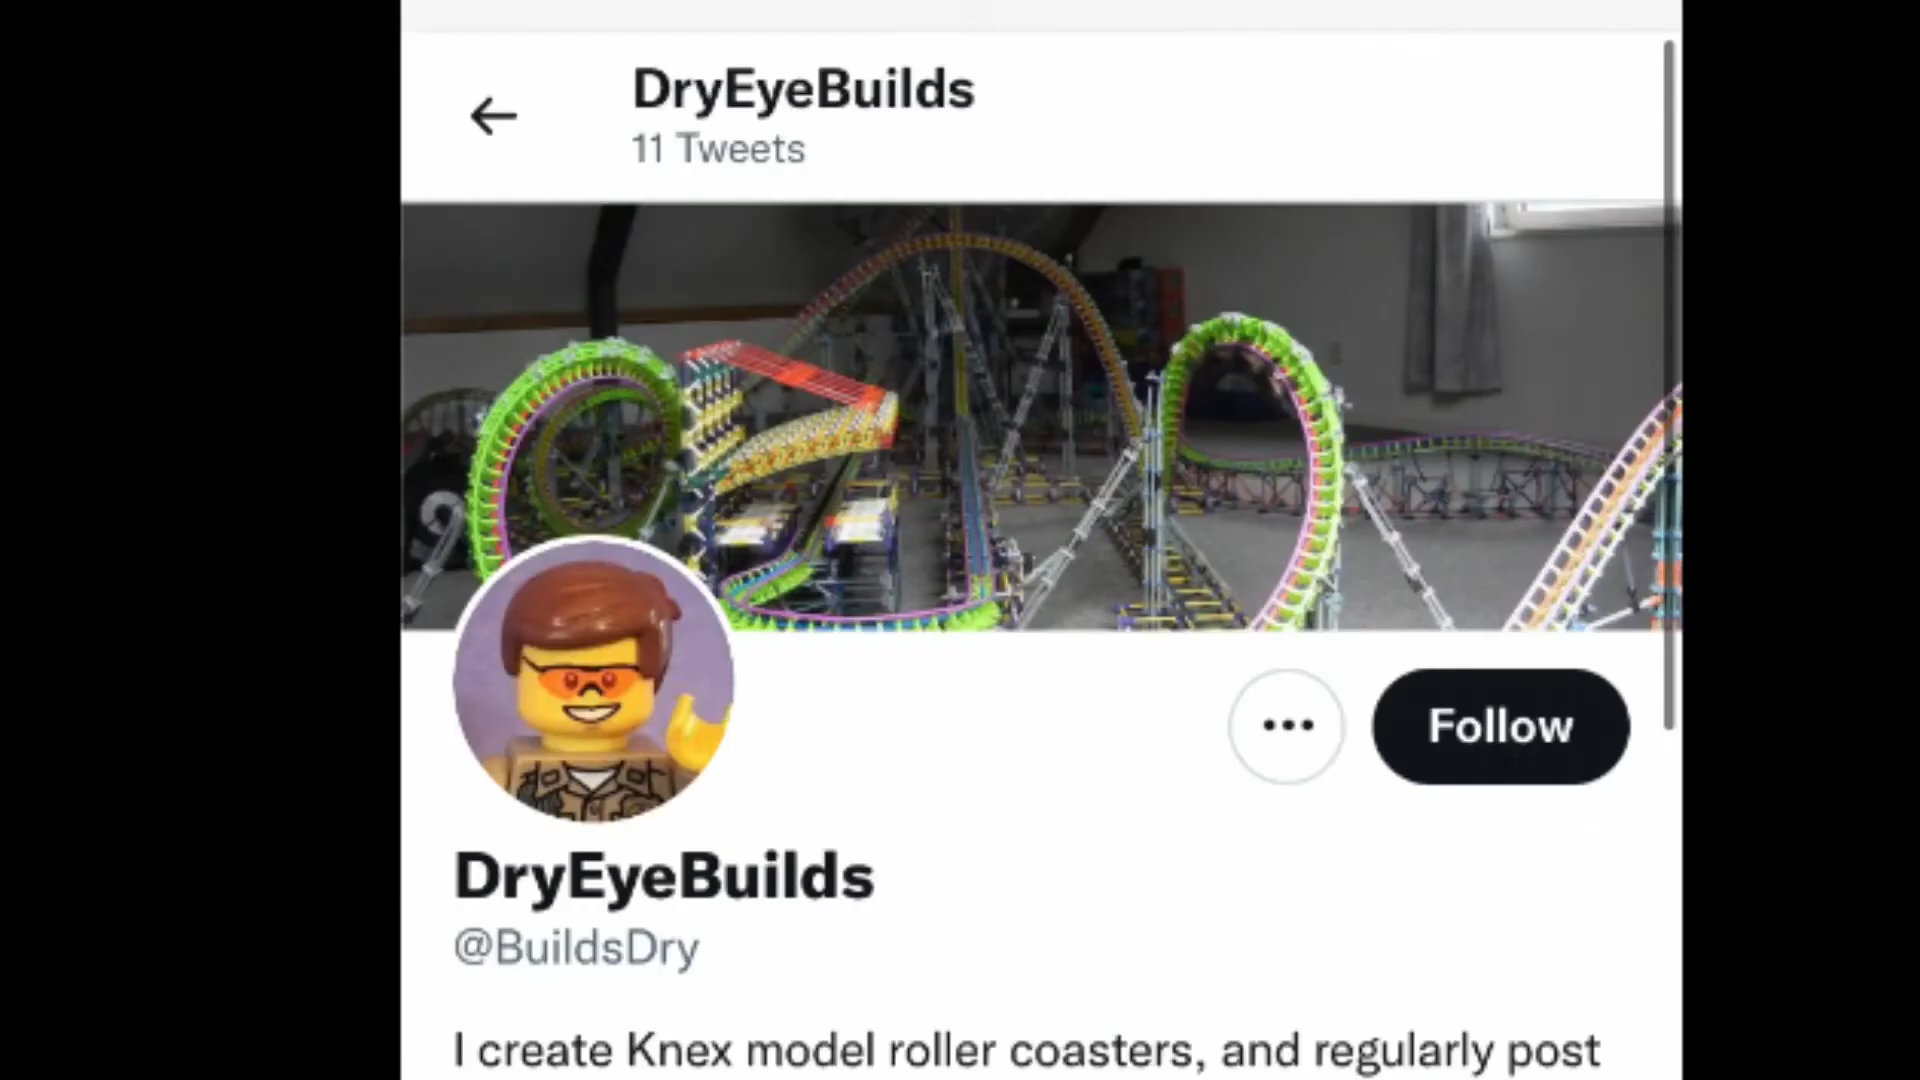 DryEyeBuilds
11 Tweets
Follow
DryEyeBuilds
@BuildsDry
I create Knex model roller coasters, and regularly post